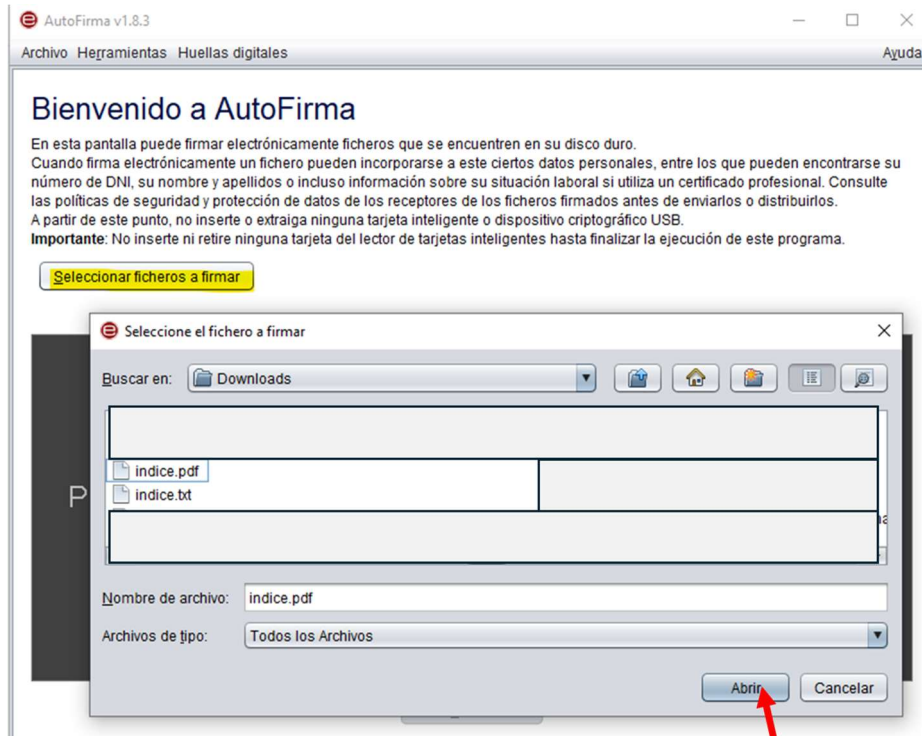 AutoFirma v1.8.3
Archivo Herramientas Huellas digitales Ayuda
Bienvenido a AutoFirma
En esta pantalla puede firmar electrónicamente ficheros que se encuentren en su disco duro.
Cuando firma electrónicamente un fichero pueden incorporarse a este ciertos datos personales, entre los que pueden encontrarse su
número de DNI, su nombre y apellidos o incluso información sobre su situación laboral si utiliza un certificado profesional. Consulte
las políticas de seguridad y protección de datos de los receptores de los ficheros firmados antes de enviarlos o distribuirlos.
A partir de este punto, no inserte o extraiga ninguna tarjeta inteligente o dispositivo criptográfico USB.
Importante: No inserte ni retire ninguna tarjeta del lector de tarjetas inteligentes hasta finalizar la ejecución de este programa.
Seleccionar ficheros a firmar
Seleccione el fichero a firmar
Buscar en: Downloads
indice.pdf
indice.txt
P
Nombre de archivo: indice.pdf
Archivos de tipo: Todos los Archivos
Abrir Cancelar